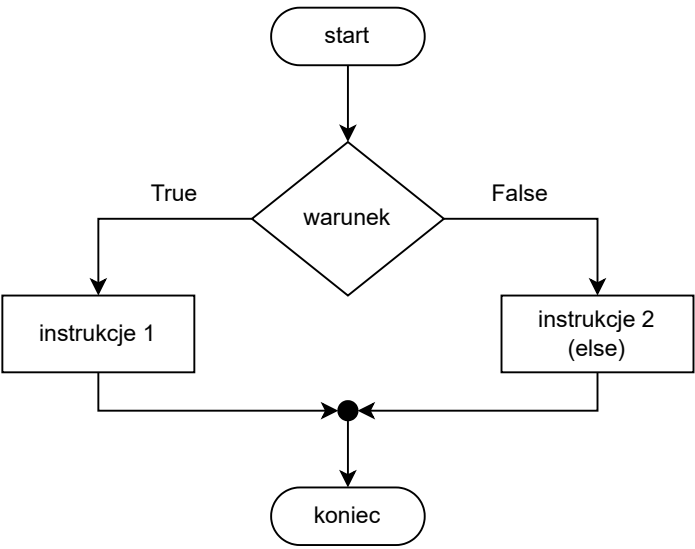 start
True
False
warunek
instrukcje 1
instrukcje 2
(else)
koniec